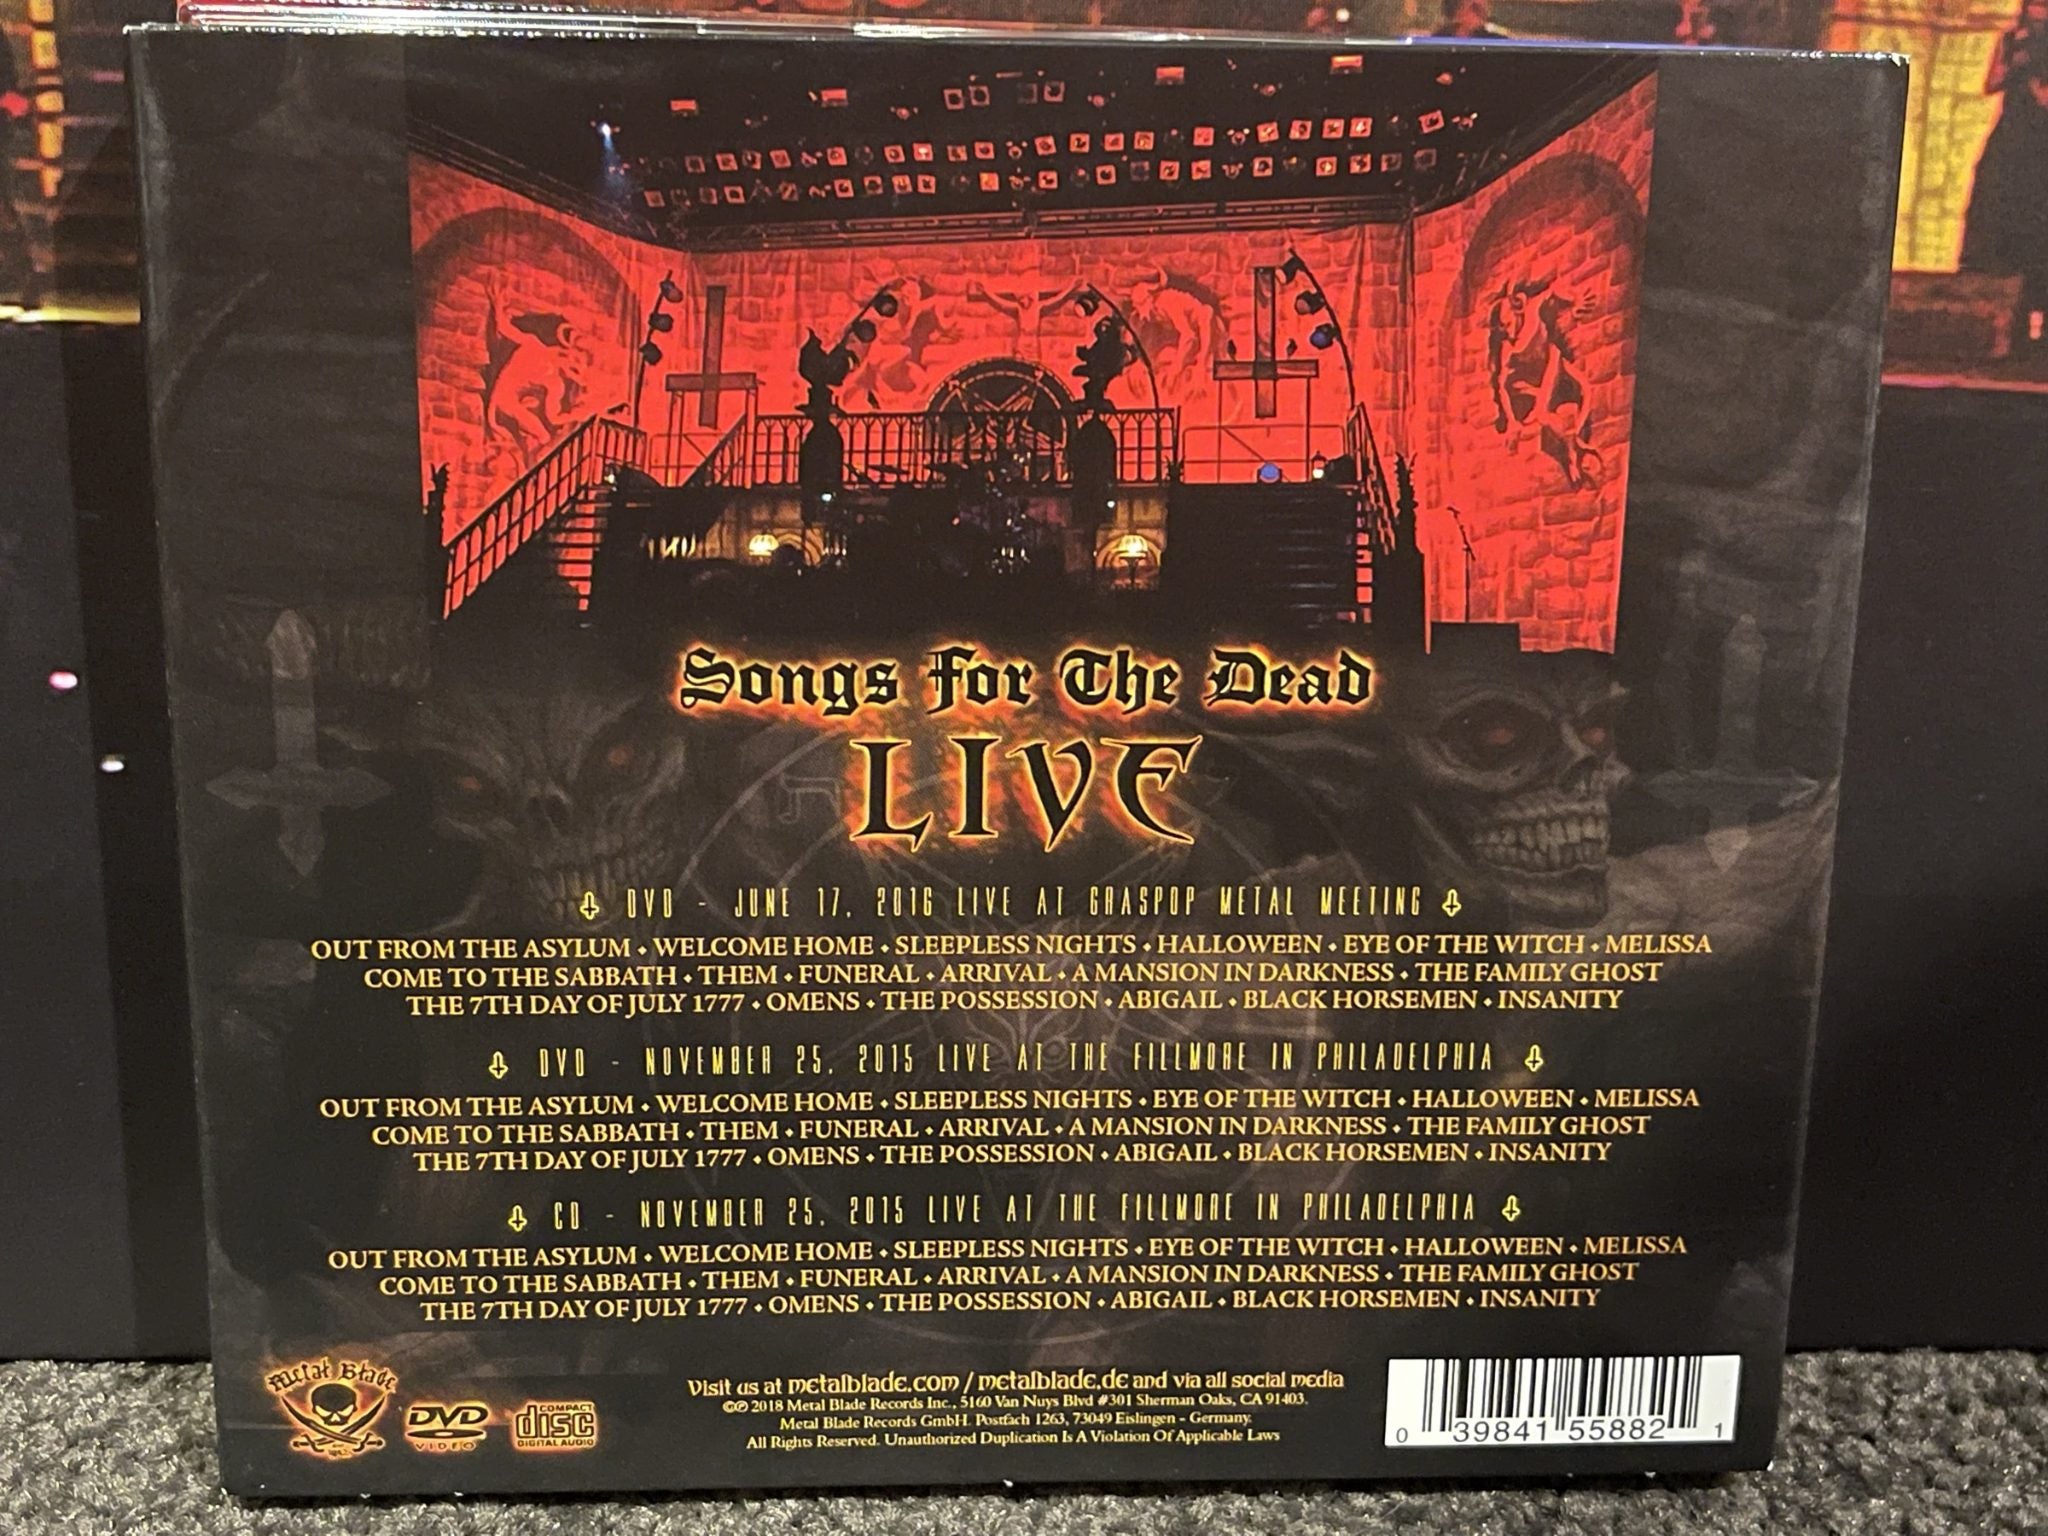 Songs For The Dead
LIVE
DVD - JUNE 17, 2016 LIVE AT GRASPOP METAL MEETING
OUT FROM THE ASYLUM • WELCOME HOME • SLEEPLESS NIGHTS • HALLOWEEN • EYE OF THE WITCH • MELISSA
COME TO THE SABBATH • THEM • FUNERAL • ARRIVAL • A MANSION IN DARKNESS • THE FAMILY GHOST
THE 7TH DAY OF JULY 1777 • OMENS • THE POSSESSION • ABIGAIL • BLACK HORSEMEN • INSANITY
DVD - NOVEMBER 25, 2015 LIVE AT THE FILLMORE IN PHILADELPHIA
OUT FROM THE ASYLUM • WELCOME HOME • SLEEPLESS NIGHTS • EYE OF THE WITCH • HALLOWEEN • MELISSA
COME TO THE SABBATH • THEM • FUNERAL • ARRIVAL • A MANSION IN DARKNESS • THE FAMILY GHOST
THE 7TH DAY OF JULY 1777 • OMENS • THE POSSESSION • ABIGAIL • BLACK HORSEMEN • INSANITY
CD - NOVEMBER 25, 2015 LIVE AT THE FILLMORE IN PHILADELPHIA
OUT FROM THE ASYLUM • WELCOME HOME • SLEEPLESS NIGHTS • EYE OF THE WITCH • HALLOWEEN • MELISSA
COME TO THE SABBATH • THEM • FUNERAL • ARRIVAL • A MANSION IN DARKNESS • THE FAMILY GHOST
THE 7TH DAY OF JULY 1777 • OMENS • THE POSSESSION • ABIGAIL • BLACK HORSEMEN • INSANITY
Metal Blade
DVD
VIDEO
COMPACT
disc
DIGITAL AUDIO
Visit us at metalblade.com / metalblade.de and via all social media
©℗ 2018 Metal Blade Records Inc., 5160 Van Nuys Blvd #301 Sherman Oaks, CA 91403.
Metal Blade Records GmbH. Postfach 1263, 73049 Eislingen - Germany.
All Rights Reserved. Unauthorized Duplication Is A Violation Of Applicable Laws
0 39841 55882 1